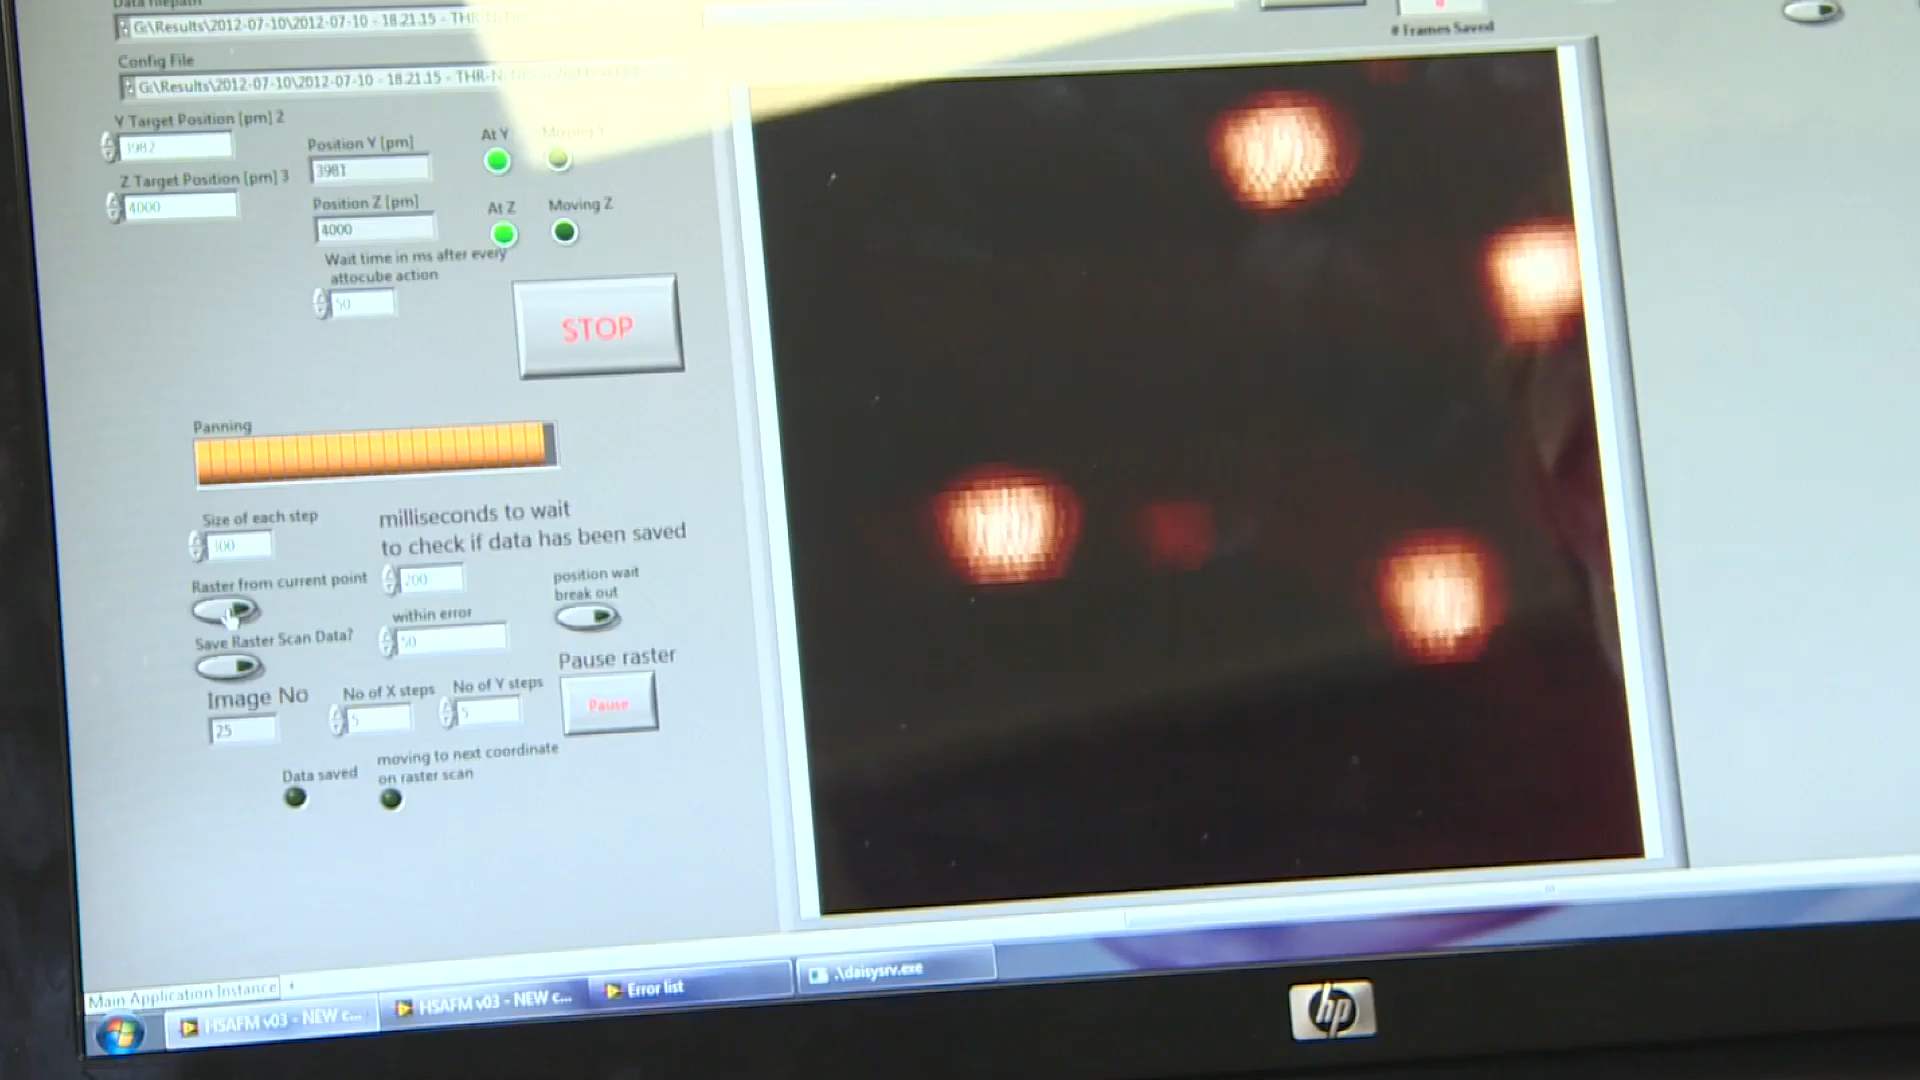 Data filepath
G:\Results\2012-07-10\2012-07-10 - 18.21.15 - THR-N
Config File
G:\Results\2012-07-10\2012-07-10 - 18.21.15 - THR-N
# Frames Saved
Y Target Position [pm] 2
3982
Position Y [pm]
3981
At Y
Moving Y
Z Target Position [pm] 3
4000
Position Z [pm]
4000
At Z
Moving Z
Wait time in ms after every
attocube action
50
STOP
Panning
Size of each step
300
milliseconds to wait
to check if data has been saved
200
Raster from current point
position wait
break out
within error
50
Save Raster Scan Data?
Pause raster
Pause
Image No
25
No of X steps
5
No of Y steps
5
Data saved
moving to next coordinate
on raster scan
Main Application Instance
HSAFM v03 - NEW c...
HSAFM v03 - NEW c...
Error list
.\daisysrv.exe
hp